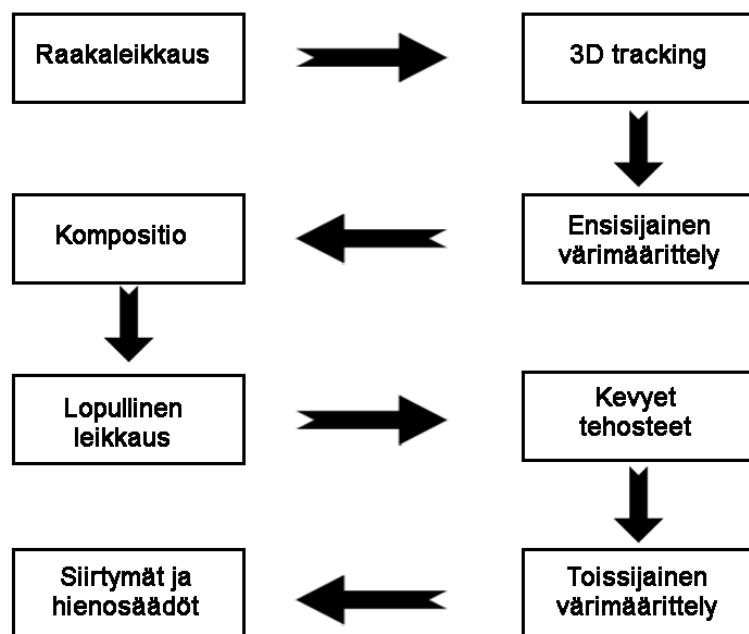 Raakaleikkaus
3D tracking
Ensisijainen
värimäärittely
Kompositio
Lopullinen
leikkaus
Kevyet
tehosteet
Toissijainen
värimäärittely
Siirtymät ja
hienosäädöt